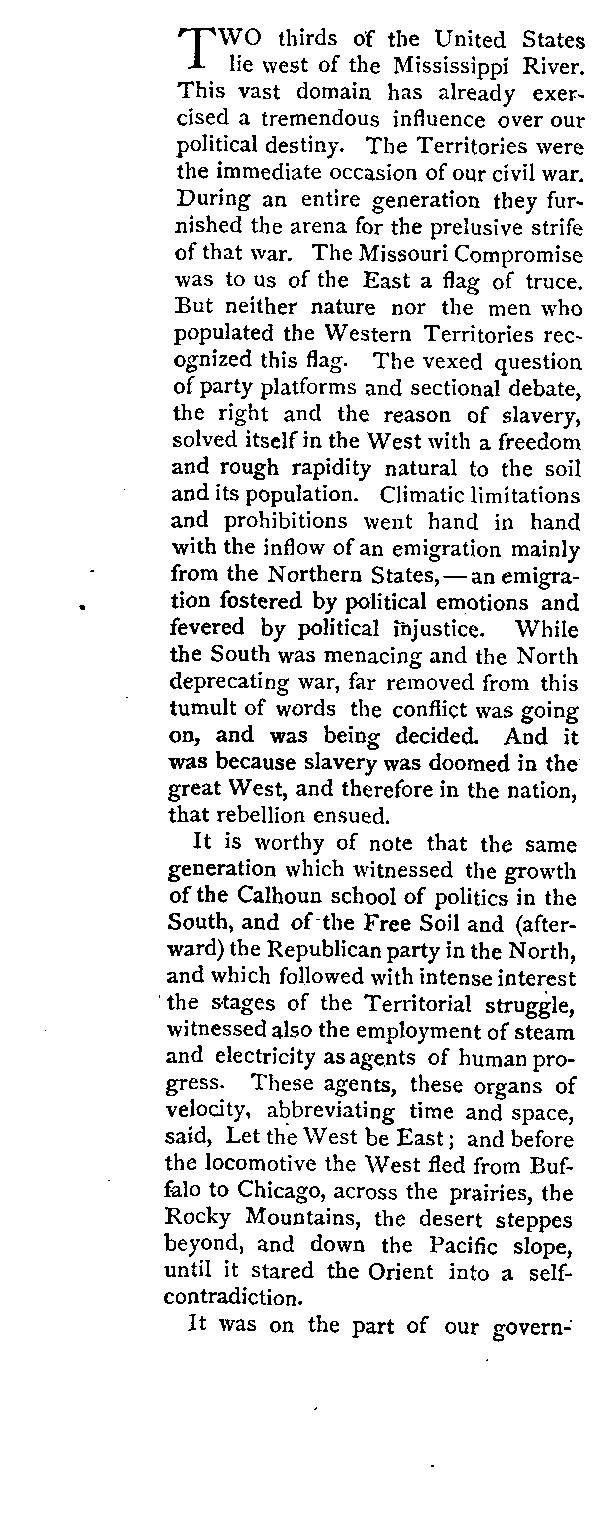 TWO thirds of the United States
lie west of the Mississippi River.
This vast domain has already exer-
cised a tremendous influence over our
political destiny. The Territories were
the immediate occasion of our civil war.
During an entire generation they fur-
nished the arena for the prelusive strife
of that war. The Missouri Compromise
was to us of the East a flag of truce.
But neither nature nor the men who
populated the Western Territories rec-
ognized this flag. The vexed question
of party platforms and sectional debate,
the right and the reason of slavery,
solved itself in the West with a freedom
and rough rapidity natural to the soil
and its population. Climatic limitations
and prohibitions went hand in hand
with the inflow of an emigration mainly
from the Northern States,—an emigra-
tion fostered by political emotions and
fevered by political injustice. While
the South was menacing and the North
deprecating war, far removed from this
tumult of words the conflict was going
on, and was being decided. And it
was because slavery was doomed in the
great West, and therefore in the nation,
that rebellion ensued.
It is worthy of note that the same
generation which witnessed the growth
of the Calhoun school of politics in the
South, and of the Free Soil and (after-
ward) the Republican party in the North,
and which followed with intense interest
the stages of the Territorial struggle,
witnessed also the employment of steam
and electricity as agents of human pro-
gress. These agents, these organs of
velocity, abbreviating time and space,
said, Let the West be East; and before
the locomotive the West fled from Buf-
falo to Chicago, across the prairies, the
Rocky Mountains, the desert steppes
beyond, and down the Pacific slope,
until it stared the Orient into a self-
contradiction.
It was on the part of our govern-